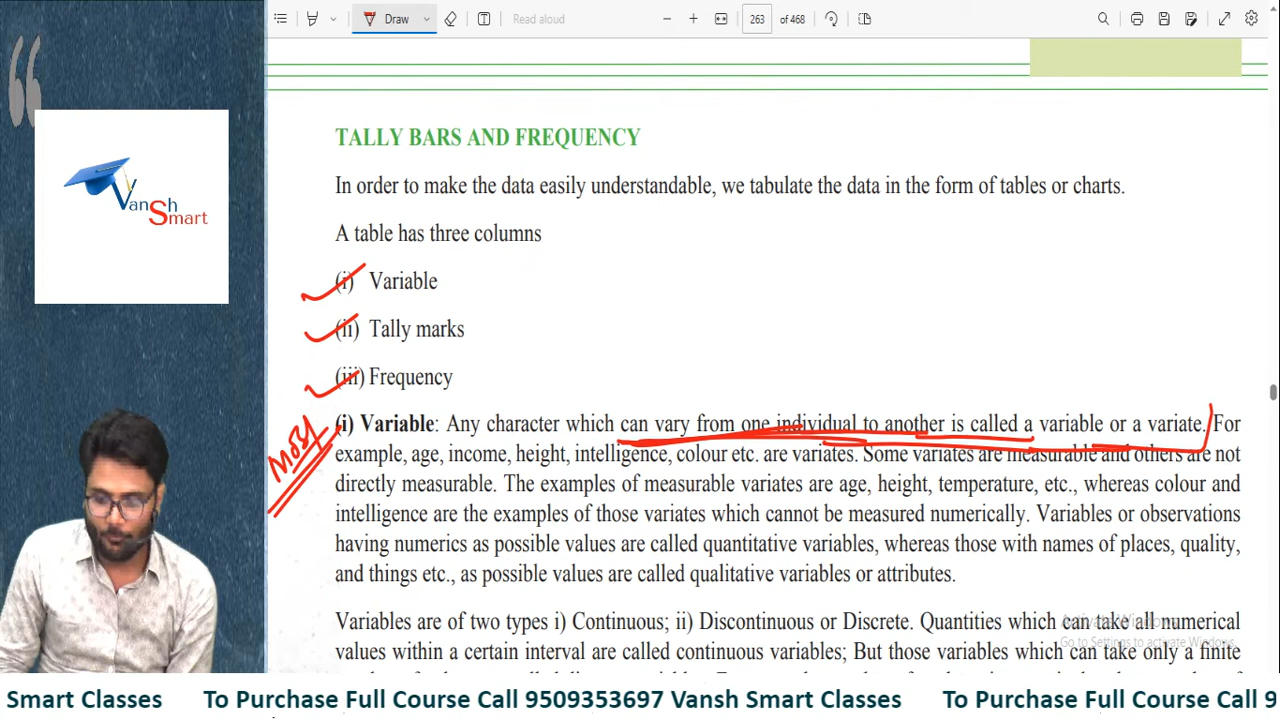 Draw
Read aloud
263 of 468
Vansh
Smart
TALLY BARS AND FREQUENCY
In order to make the data easily understandable, we tabulate the data in the form of tables or charts.
A table has three columns
(i) Variable
(ii) Tally marks
(iii) Frequency
(i) Variable: Any character which can vary from one individual to another is called a variable or a variate. For
example, age, income, height, intelligence, colour etc. are variates. Some variates are measurable and others are not
directly measurable. The examples of measurable variates are age, height, temperature, etc., whereas colour and
intelligence are the examples of those variates which cannot be measured numerically. Variables or observations
having numerics as possible values are called quantitative variables, whereas those with names of places, quality,
and things etc., as possible values are called qualitative variables or attributes.
Variables are of two types i) Continuous; ii) Discontinuous or Discrete. Quantities which can take all numerical
values within a certain interval are called continuous variables; But those variables which can take only a finite
Activate Windows
Go to Settings to activate Windows.
Smart Classes To Purchase Full Course Call 9509353697 Vansh Smart Classes To Purchase Full Course Call 9